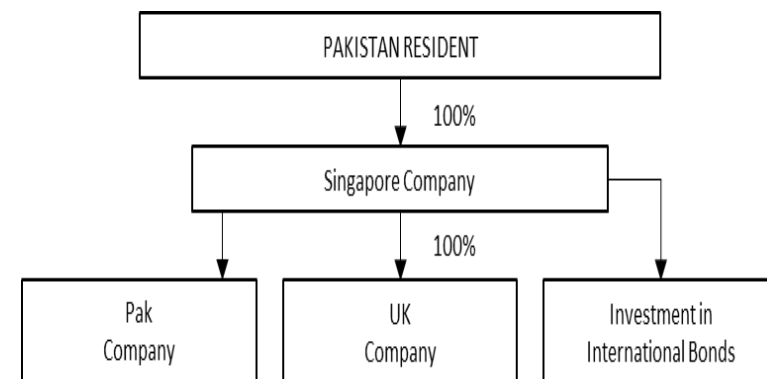 PAKISTAN RESIDENT
100%
Singapore Company
100%
Pak
Company
UK
Company
Investment in
International Bonds